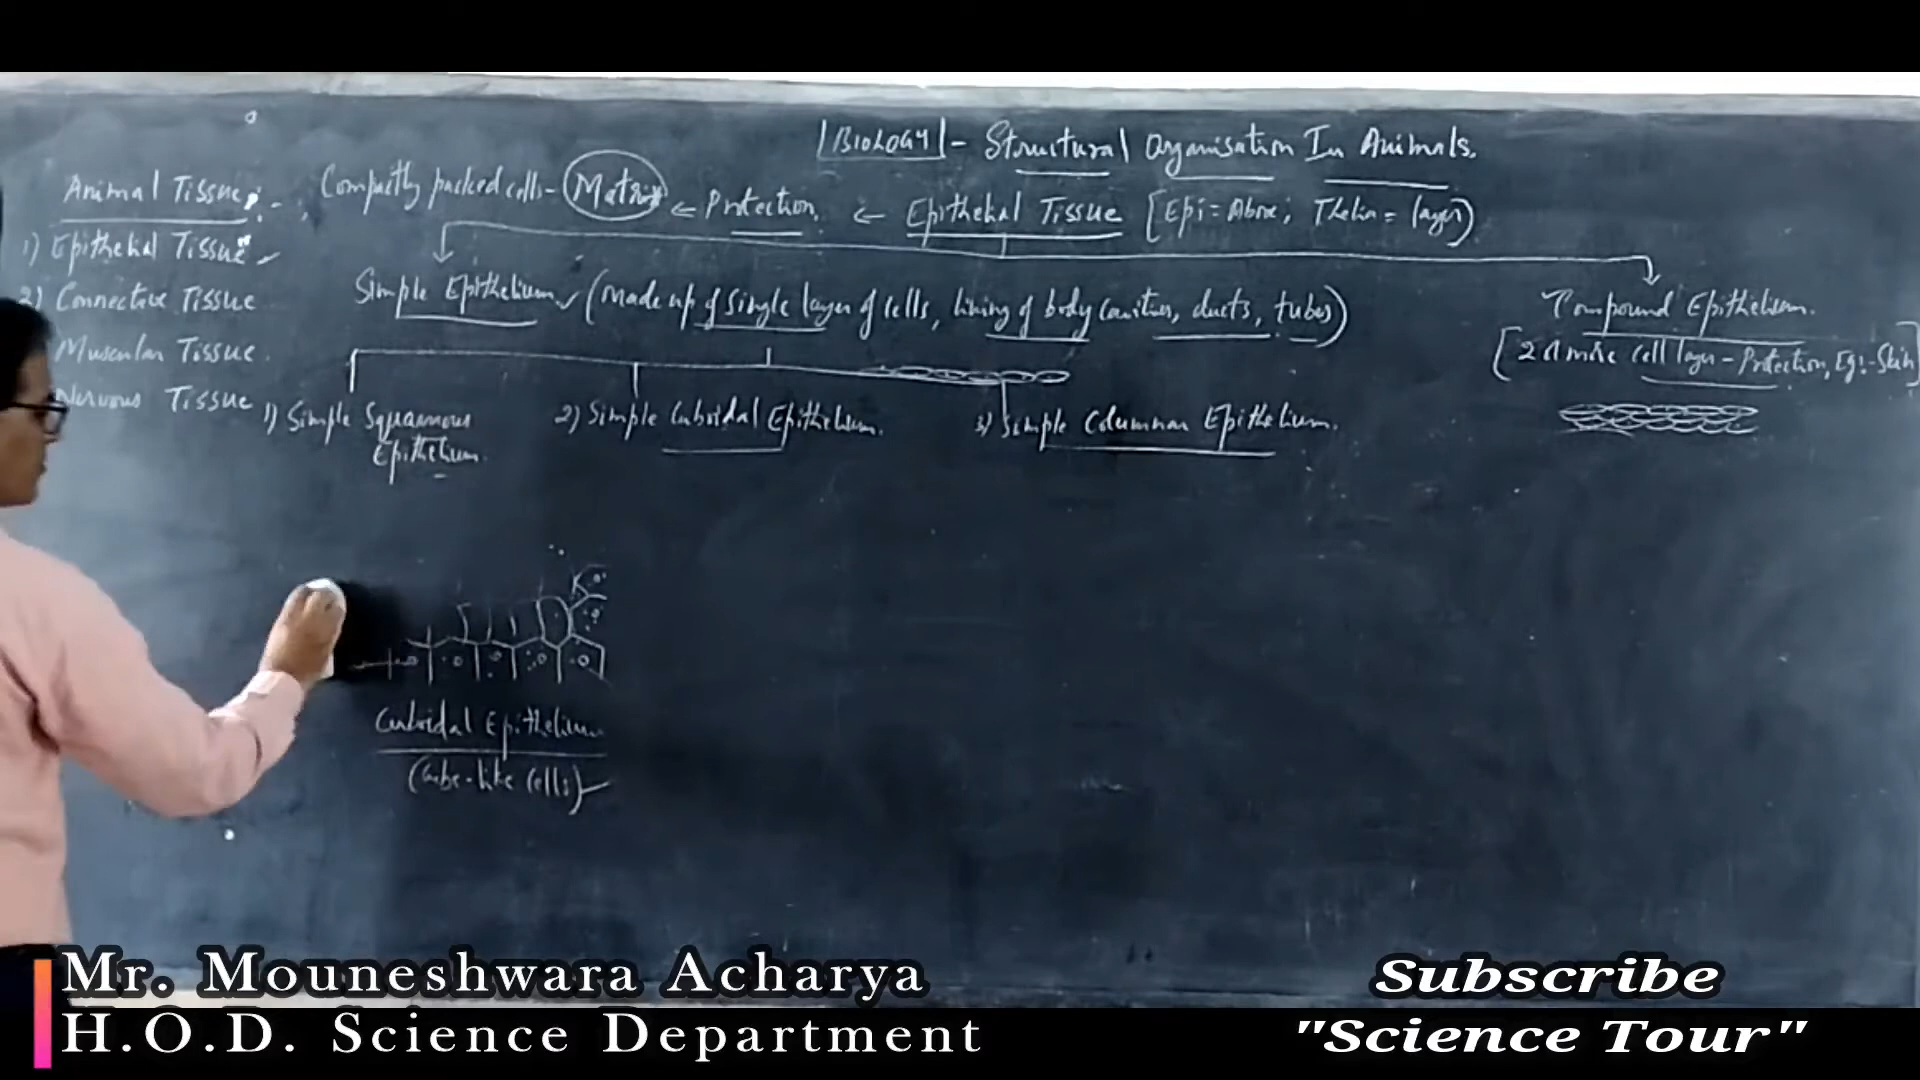 |BIOLOGY| - Structural Organisation In Animals.
Animal Tissue:-
1) Epithelial Tissue
2) Connective Tissue
Muscular Tissue
Nervous Tissue
Compactly packed cells - Matrix ← Protection. ← Epithelial Tissue [Epi = Above; = layer)
Simple Epithelium (Made up of Single layer of cells, lining of body cavities, ducts, tubes)
Compound Epithelium.
[2 or more cell layer - Protection, Eg:- Skin]
1) Simple Squamous Epithelium.
2) Simple Cuboidal Epithelium.
3) Simple Columnar Epithelium.
Cuboidal Epithelium
(Cube-like Cells)
Mr. Mouneshwara Acharya
H.O.D. Science Department
Subscribe
"Science Tour"